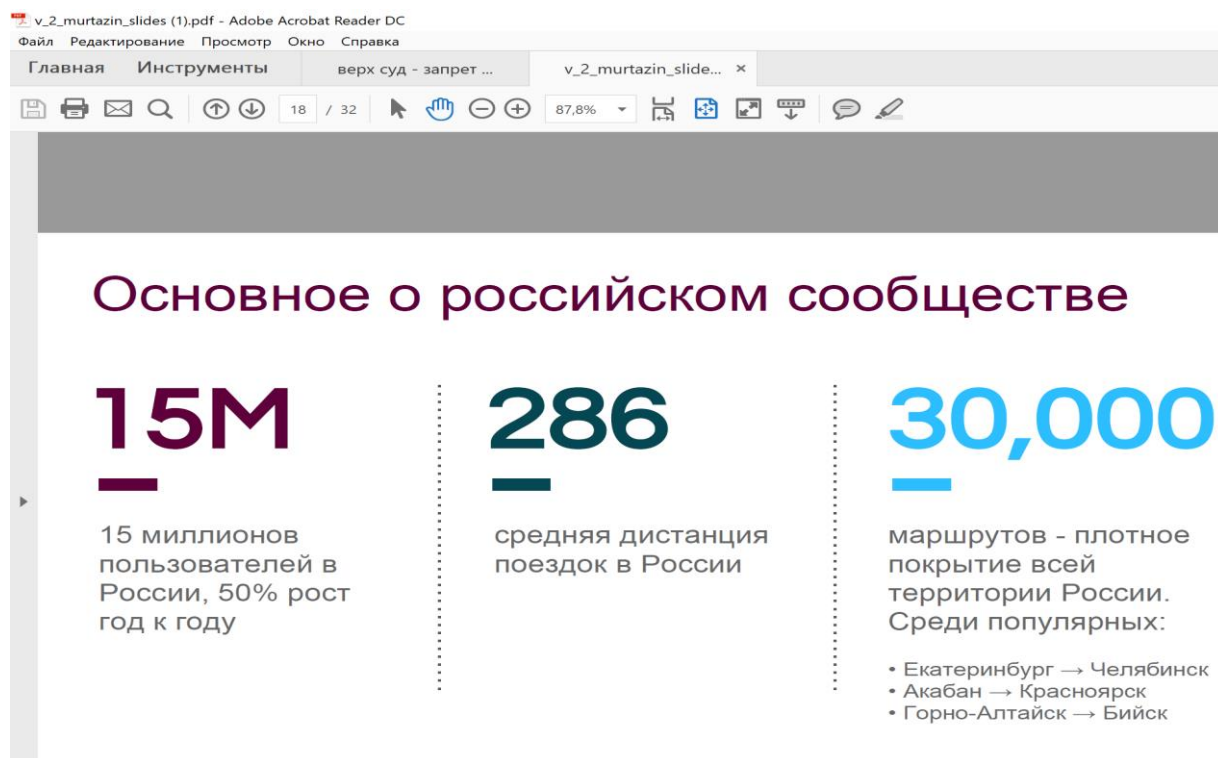 v_2_murtazin_slides (1).pdf - Adobe Acrobat Reader DC
Файл Редактирование Просмотр Окно Справка
Главная Инструменты верх суд - запрет ... v_2_murtazin_slide... ×
18 / 32 87,8%
Основное о российском сообществе
15M
15 миллионов
пользователей в
России, 50% рост
год к году
286
средняя дистанция
поездок в России
30,000
маршрутов - плотное
покрытие всей
территории России.
Среди популярных:
• Екатеринбург → Челябинск
• Акабан → Красноярск
• Горно-Алтайск → Бийск